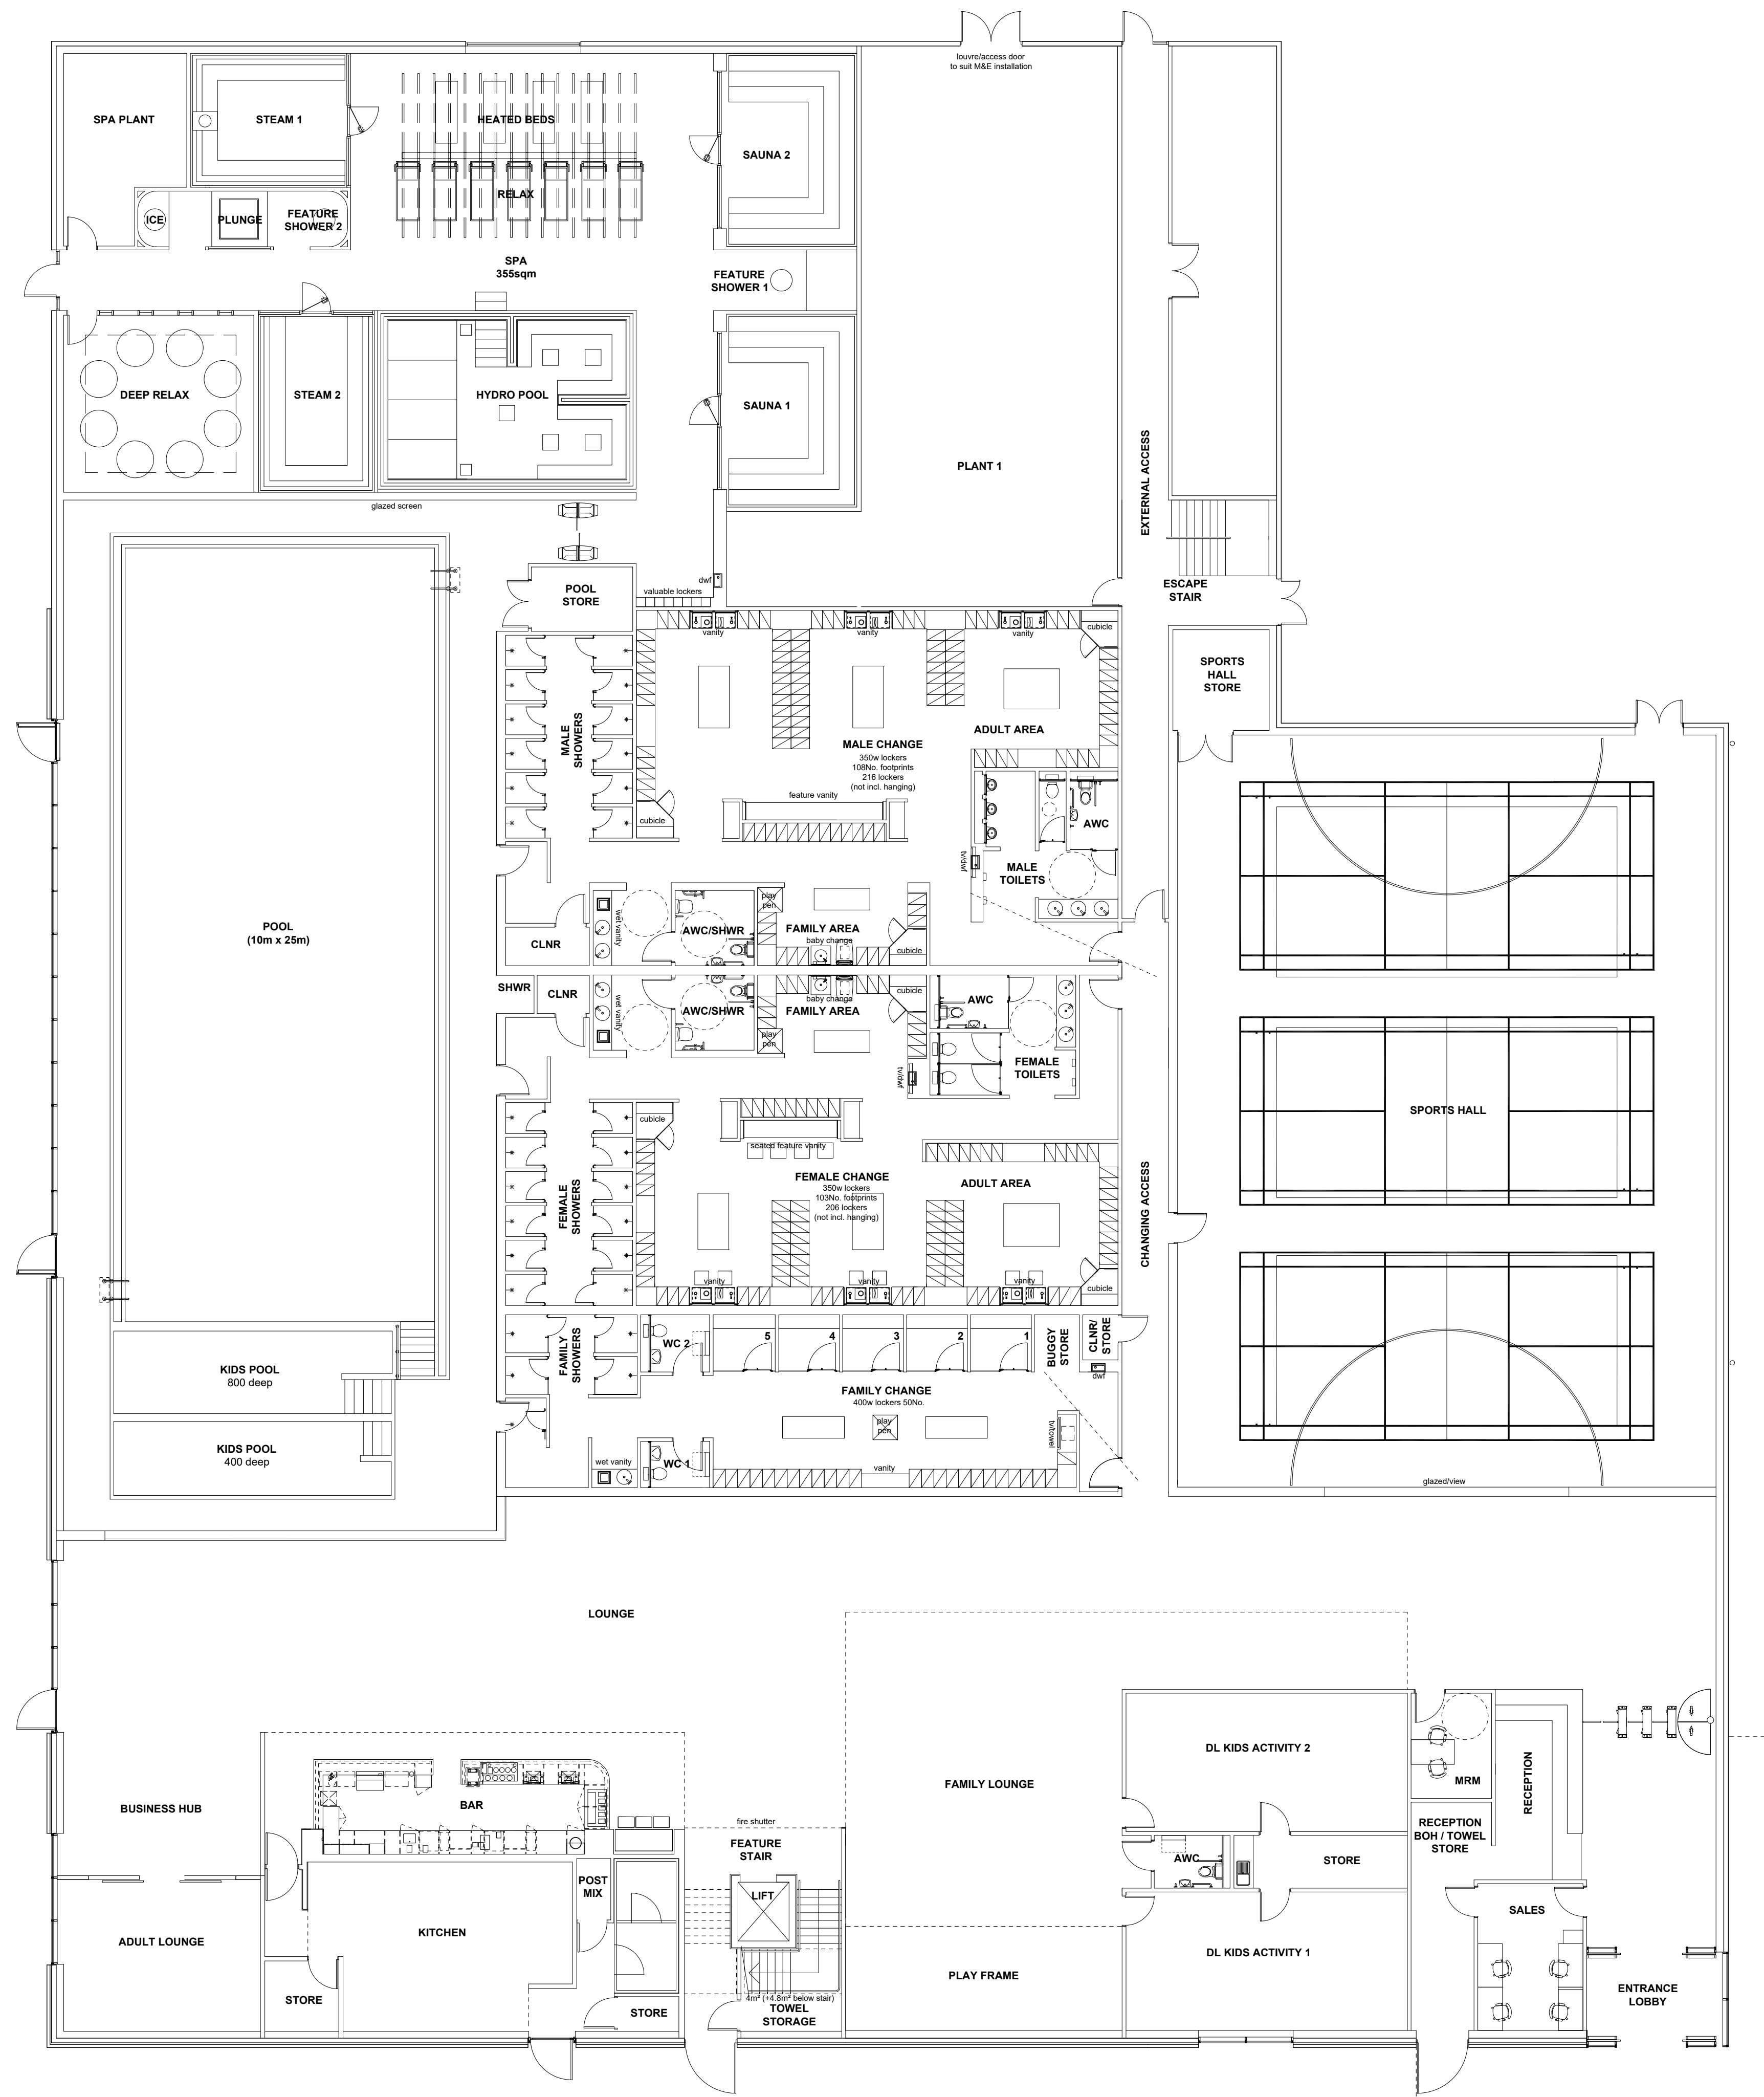 louvre/access door
to suit M&E installation
SPA PLANT
STEAM 1
HEATED BEDS
SAUNA 2
RELAX
ICE
PLUNGE
FEATURE
SHOWER 2
SPA
355sqm
FEATURE
SHOWER 1
DEEP RELAX
STEAM 2
HYDRO POOL
SAUNA 1
PLANT 1
EXTERNAL ACCESS
glazed screen
POOL
STORE
dwf
valuable lockers
ESCAPE
STAIR
vanity
vanity
vanity
cubicle
SPORTS
HALL
STORE
MALE
SHOWERS
ADULT AREA
MALE CHANGE
350w lockers
108No. footprints
216 lockers
(not incl. hanging)
feature vanity
cubicle
AWC
tv/dwf
MALE
TOILETS
play
pen
wet vanity
POOL
(10m x 25m)
AWC/SHWR
FAMILY AREA
baby change
cubicle
CLNR
SHWR
CLNR
wet vanity
AWC/SHWR
baby change
FAMILY AREA
cubicle
AWC
play
pen
FEMALE
TOILETS
tv/dwf
cubicle
SPORTS HALL
seated feature vanity
FEMALE
SHOWERS
FEMALE CHANGE
350w lockers
103No. footprints
206 lockers
(not incl. hanging)
ADULT AREA
CHANGING ACCESS
vanity
vanity
vanity
cubicle
FAMILY
SHOWERS
WC 2
5
4
3
2
1
BUGGY
STORE
CLNR/
STORE
dwf
KIDS POOL
800 deep
FAMILY CHANGE
400w lockers 50No.
play
pen
tv/towel
KIDS POOL
400 deep
wet vanity
WC 1
vanity
glazed/view
LOUNGE
DL KIDS ACTIVITY 2
FAMILY LOUNGE
MRM
RECEPTION
BUSINESS HUB
BAR
fire shutter
FEATURE
STAIR
RECEPTION
BOH / TOWEL
STORE
AWC
STORE
POST
MIX
LIFT
SALES
KITCHEN
ADULT LOUNGE
DL KIDS ACTIVITY 1
PLAY FRAME
ENTRANCE
LOBBY
STORE
STORE
4m² (+4.8m² below stair)
TOWEL
STORAGE